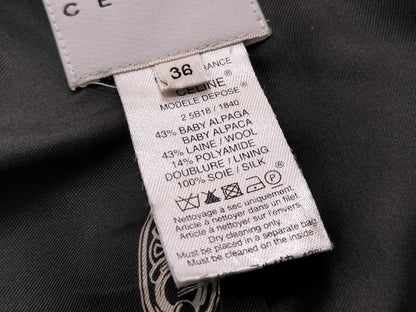 C E
36
FRANCE
CELINE®
MODELE DEPOSE
2 5B16 / 1840
43% BABY ALPAGA
BABY ALPACA
43% LAINE / WOOL
14% POLYAMIDE
DOUBLURE / LINING
100% SOIE / SILK
P
Nettoyage a sec uniquement.
Article à nettoyer dans un filet.
Article a nettoyer sur l'envers.
Dry cleaning only.
Must be placed in a separate bag
Must be cleaned on the inside